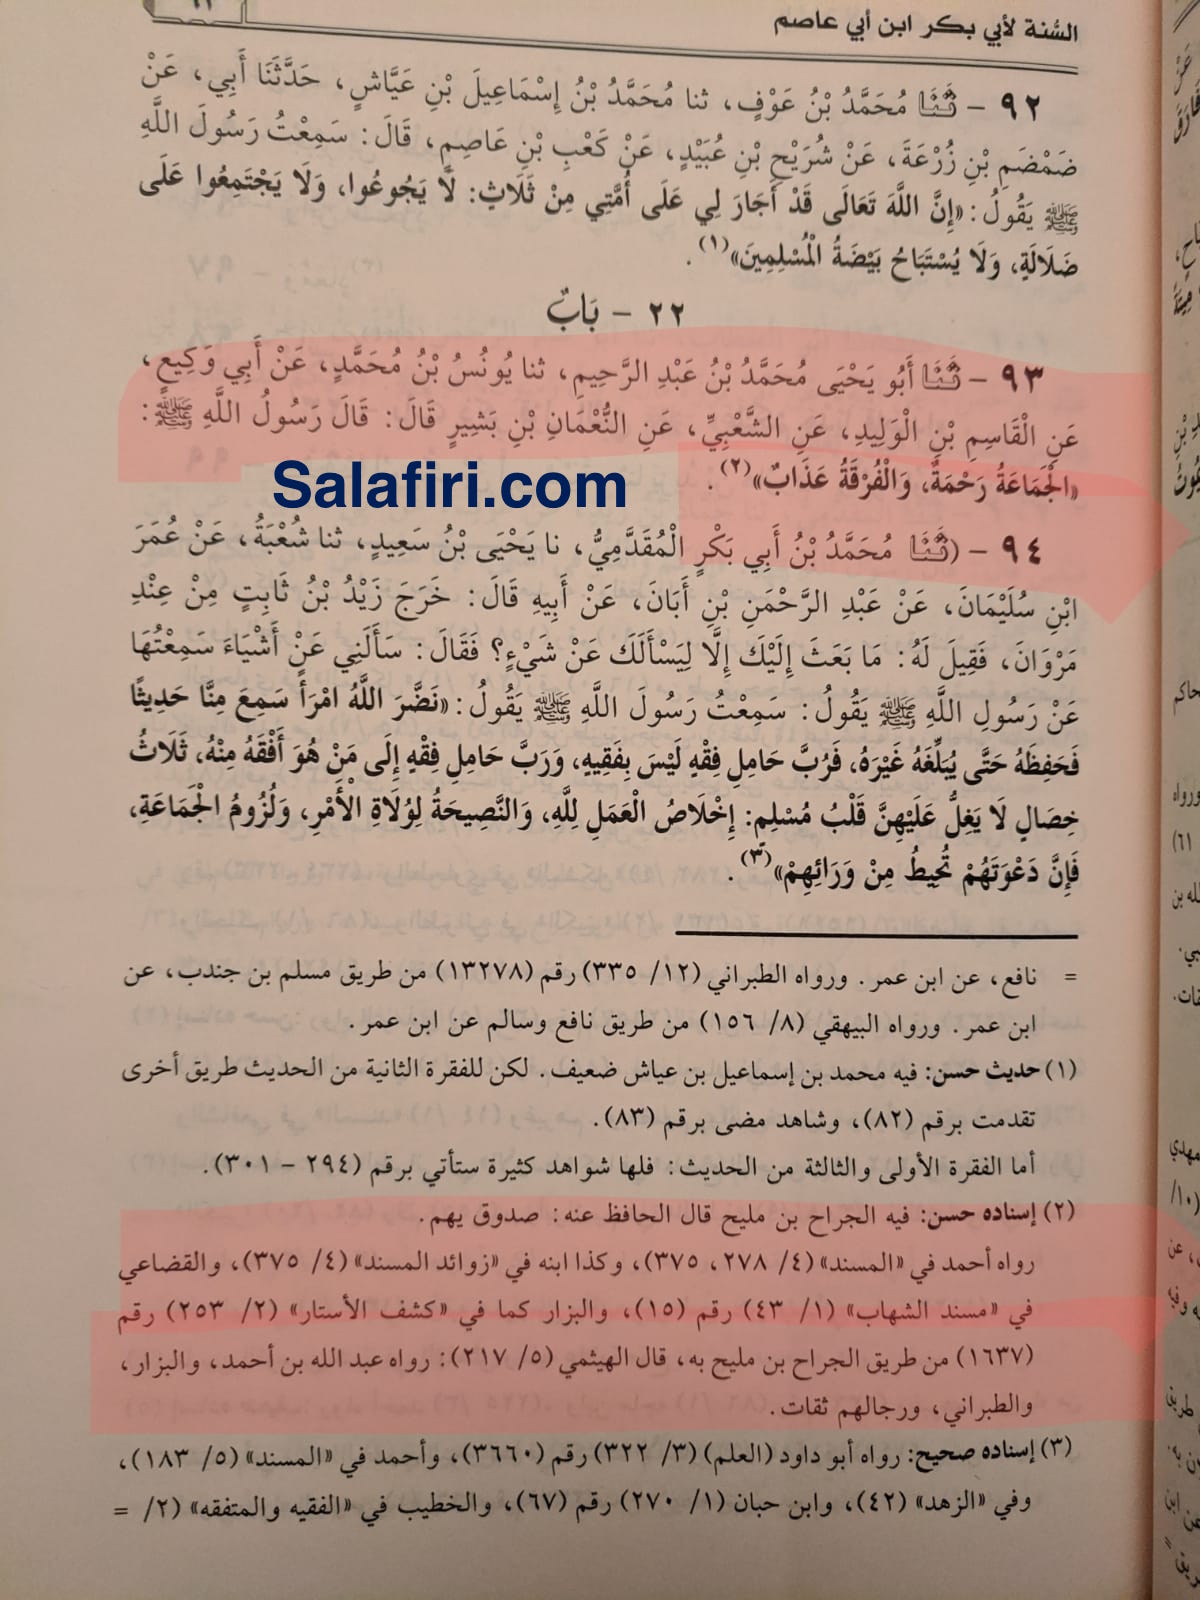 السُّنة لأبي بكر ابن أبي عاصم
٩٢ – ثَنَا مُحَمَّدُ بْنُ عَوْفٍ، ثنا مُحَمَّدُ بْنُ إِسْمَاعِيلَ بْنِ عَيَّاشٍ، حَدَّثَنَا أَبِي، عَنْ
ضَمْضَمِ بْنِ زُرْعَةَ، عَنْ شُرَيْحِ بْنِ عُبَيْدٍ، عَنْ كَعْبِ بْنِ عَاصِمٍ، قَالَ: سَمِعْتُ رَسُولَ اللَّهِ
ﷺ يَقُولُ: «إِنَّ اللَّهَ تَعَالَى قَدْ أَجَارَ لِي عَلَى أُمَّتِي مِنْ ثَلَاثٍ: لَا يَجُوعُوا، وَلَا يَجْتَمِعُوا عَلَى
ضَلَالَةٍ، وَلَا يُسْتَبَاحُ بَيْضَةُ الْمُسْلِمِينَ»(١).
٢٢ – بَابٌ
٩٣ – ثَنَا أَبُو يَحْيَى مُحَمَّدُ بْنُ عَبْدِ الرَّحِيمِ، ثنا يُونُسُ بْنُ مُحَمَّدٍ، عَنْ أَبِي وَكِيعٍ،
عَنِ الْقَاسِمِ بْنِ الْوَلِيدِ، عَنِ الشَّعْبِيِّ، عَنِ النُّعْمَانِ بْنِ بَشِيرٍ قَالَ: قَالَ رَسُولُ اللَّهِ ﷺ:
«الْجَمَاعَةُ رَحْمَةٌ، وَالْفُرْقَةُ عَذَابٌ»(٢).
Salafiri.com
٩٤ – (ثَنَا مُحَمَّدُ بْنُ أَبِي بَكْرٍ الْمُقَدَّمِيُّ، نا يَحْيَى بْنُ سَعِيدٍ، ثنا شُعْبَةُ، عَنْ عُمَرَ
ابْنِ سُلَيْمَانَ، عَنْ عَبْدِ الرَّحْمَنِ بْنِ أَبَانَ، عَنْ أَبِيهِ قَالَ: خَرَجَ زَيْدُ بْنُ ثَابِتٍ مِنْ عِنْدِ
مَرْوَانَ، فَقِيلَ لَهُ: مَا بَعَثَ إِلَيْكَ إِلَّا لِيَسْأَلَكَ عَنْ شَيْءٍ؟ فَقَالَ: سَأَلَنِي عَنْ أَشْيَاءَ سَمِعْتُهَا
عَنْ رَسُولِ اللَّهِ ﷺ يَقُولُ: سَمِعْتُ رَسُولَ اللَّهِ ﷺ يَقُولُ: «نَضَّرَ اللَّهُ امْرَأً سَمِعَ مِنَّا حَدِيثًا
فَحَفِظَهُ حَتَّى يُبَلِّغَهُ غَيْرَهُ، فَرُبَّ حَامِلِ فِقْهٍ لَيْسَ بِفَقِيهٍ، وَرَبَّ حَامِلِ فِقْهٍ إِلَى مَنْ هُوَ أَفْقَهُ مِنْهُ، ثَلَاثُ
خِصَالٍ لَا يَغِلُّ عَلَيْهِنَّ قَلْبُ مُسْلِمٍ: إِخْلَاصُ الْعَمَلِ لِلَّهِ، وَالنَّصِيحَةُ لِوُلَاةِ الْأَمْرِ، وَلُزُومُ الْجَمَاعَةِ،
فَإِنَّ دَعْوَتَهُمْ تُحِيطُ مِنْ وَرَائِهِمْ»(٣).
= نافع، عن ابن عمر. ورواه الطبراني (١٢/ ٣٣٥) رقم (١٣٢٧٨) من طريق مسلم بن جندب، عن
ابن عمر. ورواه البيهقي (٨/ ١٥٦) من طريق نافع وسالم عن ابن عمر.
(١) حديث حسن: فيه محمد بن إسماعيل بن عياش ضعيف. لكن للفقرة الثانية من الحديث طريق أخرى
تقدمت برقم (٨٢)، وشاهد مضى برقم (٨٣).
أما الفقرة الأولى والثالثة من الحديث: فلها شواهد كثيرة ستأتي برقم (٢٩٤ – ٣٠١).
(٢) إسناده حسن: فيه الجراح بن مليح قال الحافظ عنه: صدوق يهم.
رواه أحمد في «المسند» (٤/ ٢٧٨، ٣٧٥)، وكذا ابنه في «زوائد المسند» (٤/ ٣٧٥)، والقضاعي
في «مسند الشهاب» (١/ ٤٣) رقم (١٥)، والبزار كما في «كشف الأستار» (٢/ ٢٥٣) رقم
(١٦٣٧) من طريق الجراح بن مليح به، قال الهيثمي (٥/ ٢١٧): رواه عبد الله بن أحمد، والبزار،
والطبراني، ورجالهم ثقات.
(٣) إسناده صحيح: رواه أبو داود (العلم) (٣/ ٣٢٢) رقم (٣٦٦٠)، وأحمد في «المسند» (٥/ ١٨٣)،
وفي «الزهد» (٤٢)، وابن حبان (١/ ٢٧٠) رقم (٦٧)، والخطيب في «الفقيه والمتفقه» (٢/ =